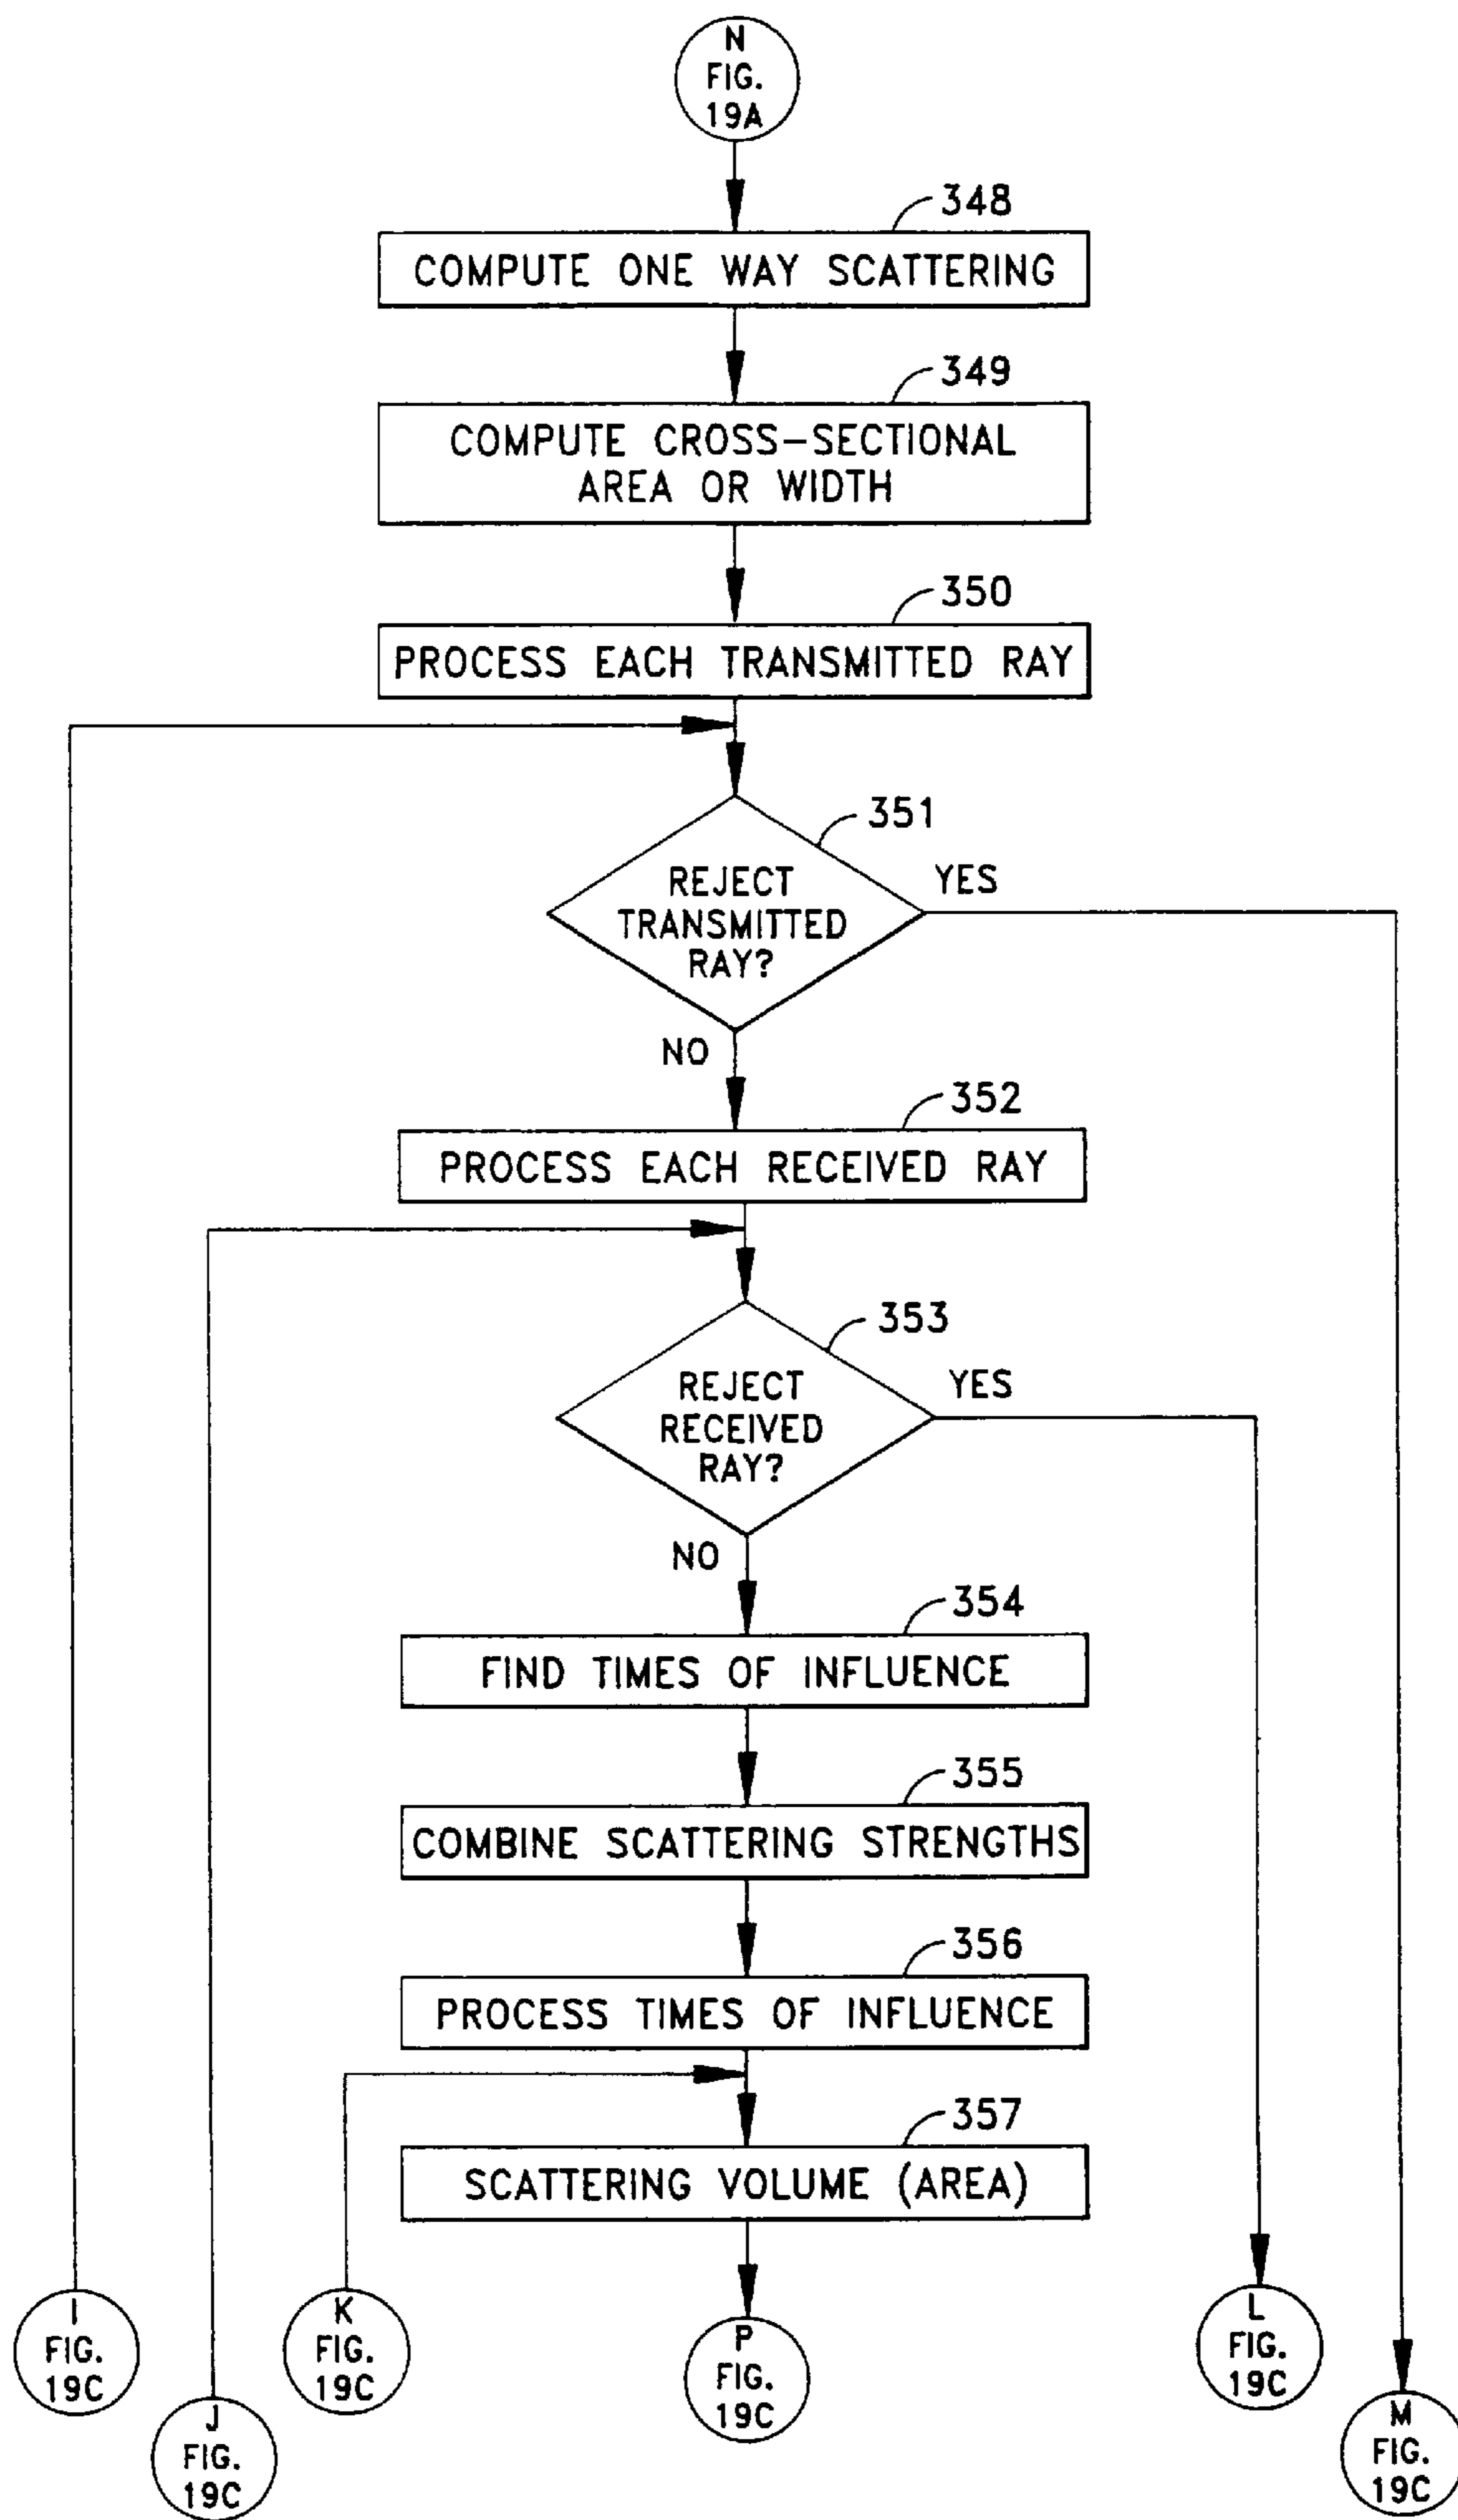 N
FIG.
19A
348
COMPUTE ONE WAY SCATTERING
349
COMPUTE CROSS-SECTIONAL
AREA OR WIDTH
350
PROCESS EACH TRANSMITTED RAY
351
REJECT
TRANSMITTED
RAY?
YES
NO
352
PROCESS EACH RECEIVED RAY
353
REJECT
RECEIVED
RAY?
YES
NO
354
FIND TIMES OF INFLUENCE
355
COMBINE SCATTERING STRENGTHS
356
PROCESS TIMES OF INFLUENCE
357
SCATTERING VOLUME (AREA)
I
FIG.
19C
J
FIG.
19C
K
FIG.
19C
P
FIG.
19C
L
FIG.
19C
M
FIG.
19C